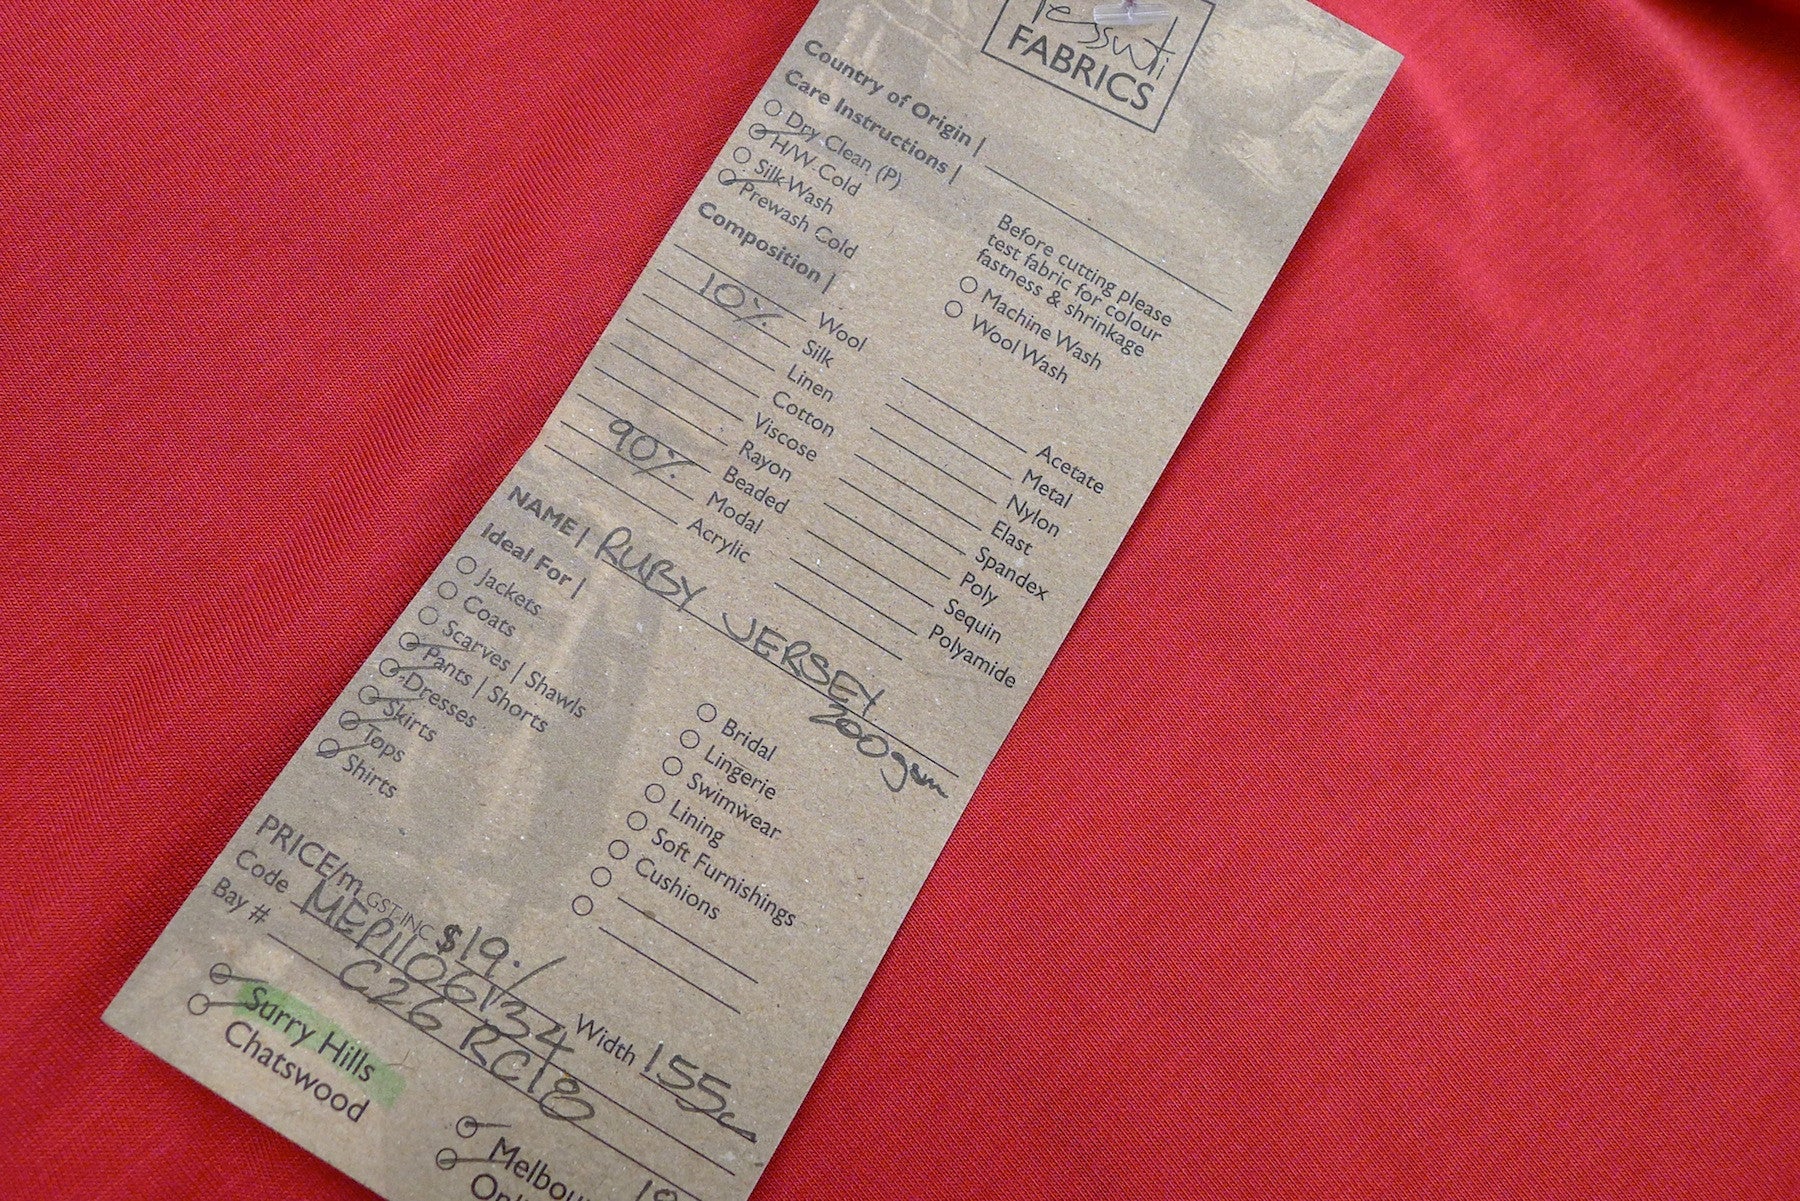 Tessuti
FABRICS
Country of Origin |
Care Instructions |
Dry Clean (P)
H/W Cold
Silk Wash
Prewash Cold
Before cutting please
test fabric for colour
fastness & shrinkage
Machine Wash
Wool Wash
Composition |
Wool
10% Silk
Linen
Cotton
Viscose
Rayon
Beaded
90% Modal
Acrylic
Acetate
Metal
Nylon
Elast
Spandex
Poly
Sequin
Polyamide
NAME | RUBY JERSEY
200gsm
Ideal For |
Jackets
Coats
Scarves | Shawls
Pants | Shorts
Dresses
Skirts
Tops
Shirts
Bridal
Lingerie
Swimwear
Lining
Soft Furnishings
Cushions
PRICE/m GST INC $19./
Code MEP1106134 Width 155c
Bay # C26 RC18
Surry Hills
Chatswood